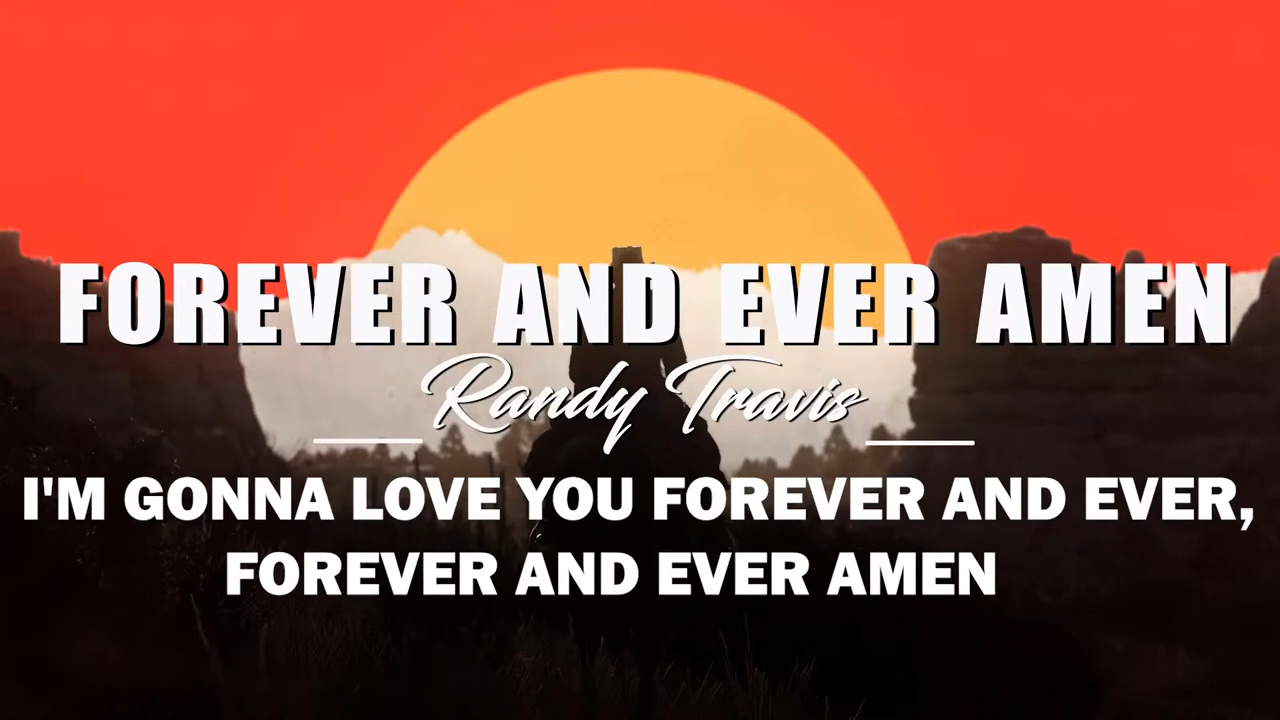 FOREVER AND EVER AMEN
Randy Travis
I'M GONNA LOVE YOU FOREVER AND EVER,
FOREVER AND EVER AMEN